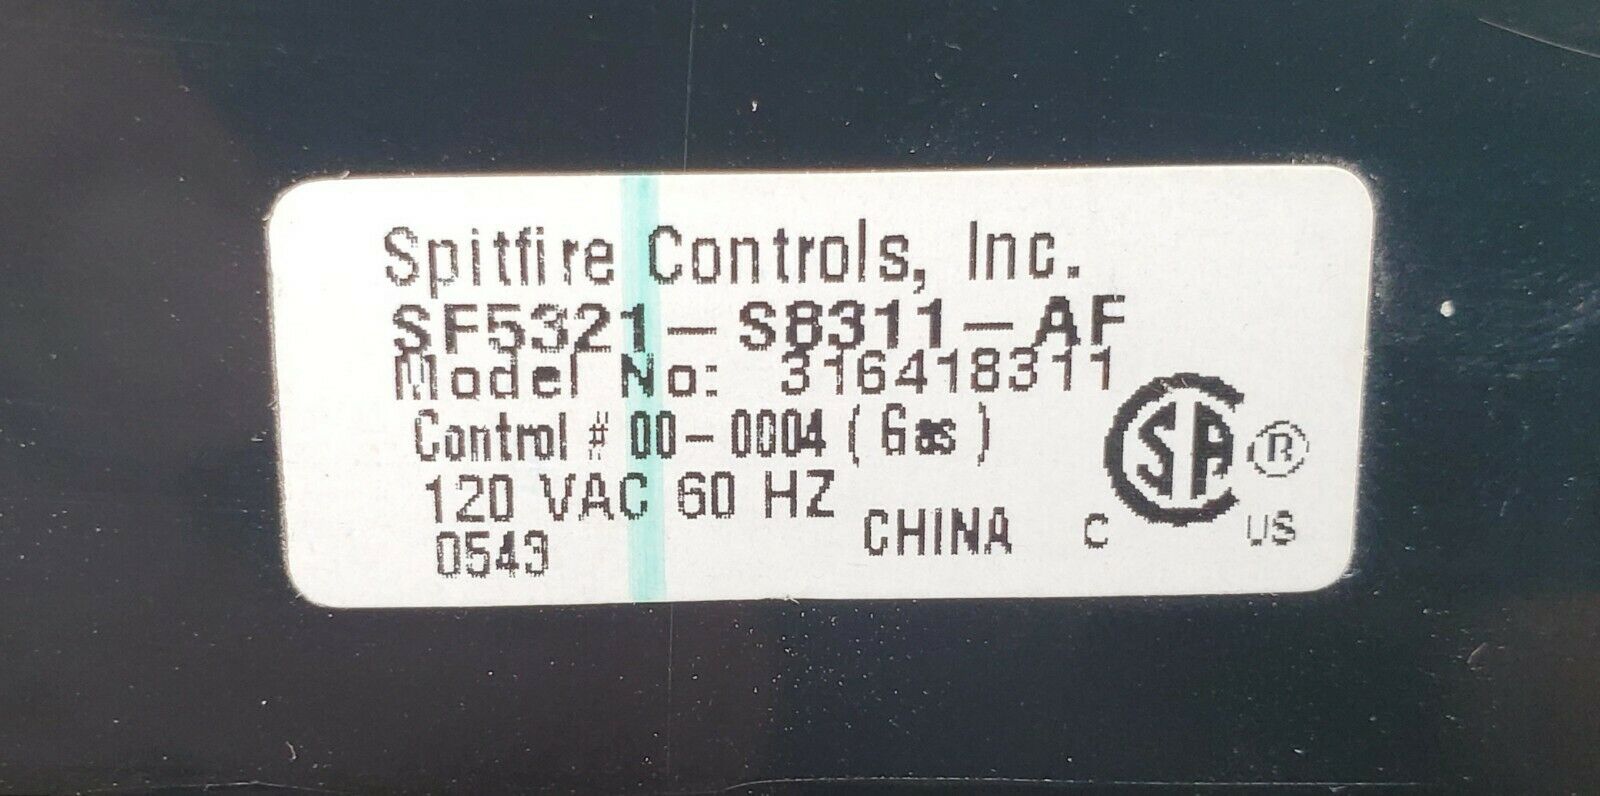 Spitfire Controls, Inc.
SF5321-S8311-AF
Model No: 316418311
Control # 00-0004 (Gas)
120 VAC 60 HZ
0543
CHINA
C SA ® US